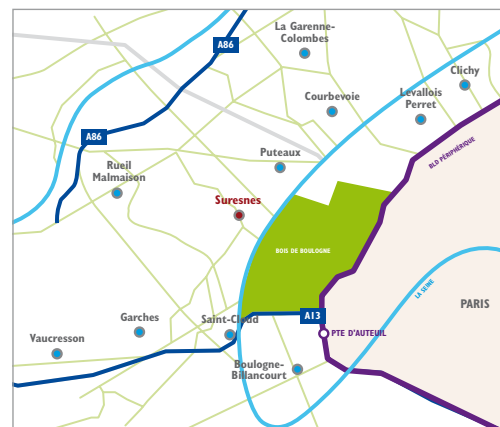 La Garenne-
Colombes
A86
Clichy
Courbevoie
Levallois
Perret
A86
BLD PÉRIPHÉRIQUE
Puteaux
Rueil
Malmaison
Suresnes
BOIS DE BOULOGNE
LA SEINE
PARIS
Garches
Saint-Cloud
A13
PTE D'AUTEUIL
Vaucresson
Boulogne-
Billancourt